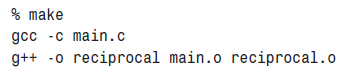 % make
gcc -c main.c
g++ -o reciprocal main.o reciprocal.o